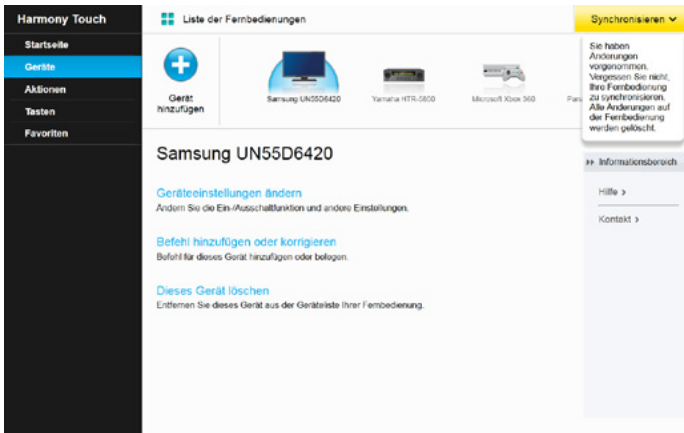 Harmony Touch
Liste der Fernbedienungen
Synchronisieren
Startseite
Geräte
Aktionen
Tasten
Favoriten
Gerät
hinzufügen
Samsung UN55D6420
Yamaha HTR-5800
Microsoft Xbox 360
Sie haben
Änderungen
vorgenommen.
Vergessen Sie nicht,
Ihre Fernbedienung
zu synchronisieren.
Alle Änderungen auf
der Fernbedienung
werden gelöscht.
Samsung UN55D6420
Geräteeinstellungen ändern
Ändern Sie die Ein-/Ausschaltfunktion und andere Einstellungen.
Befehl hinzufügen oder korrigieren
Befehl für dieses Gerät hinzufügen oder belegen.
Dieses Gerät löschen
Entfernen Sie dieses Gerät aus der Geräteliste Ihrer Fernbedienung.
Informationsbereich
Hilfe >
Kontakt >